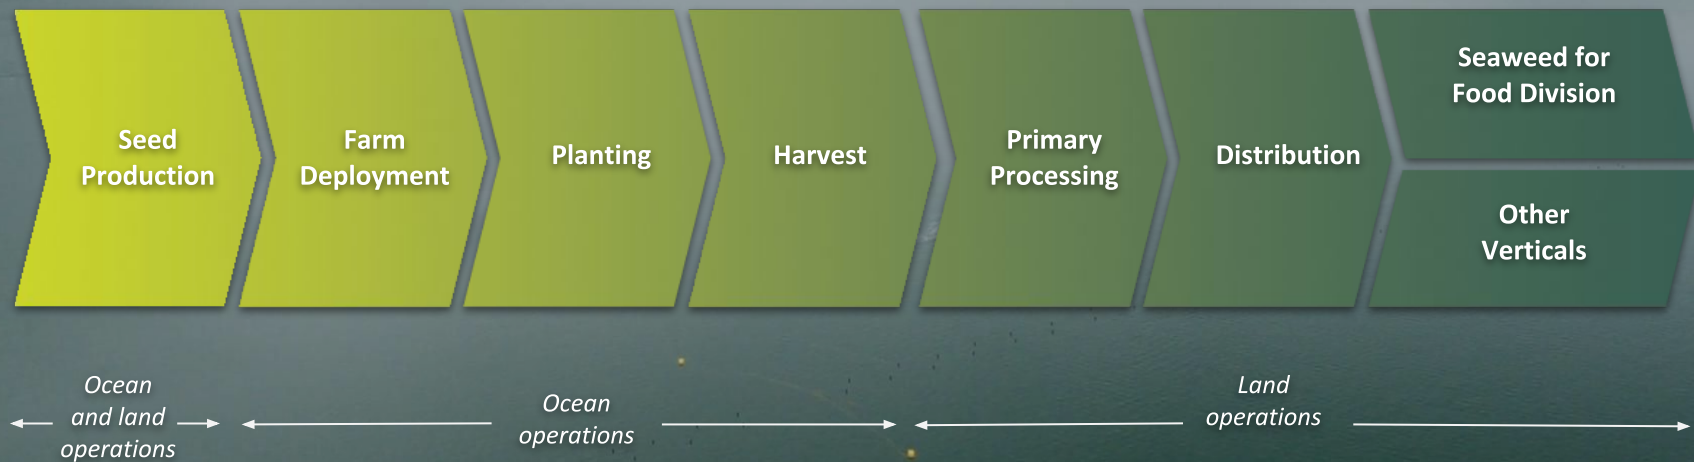 Seed
Production
Farm
Deployment
Planting
Harvest
Primary
Processing
Distribution
Seaweed for
Food Division
Other
Verticals
Ocean
and land
operations
Ocean
operations
Land
operations